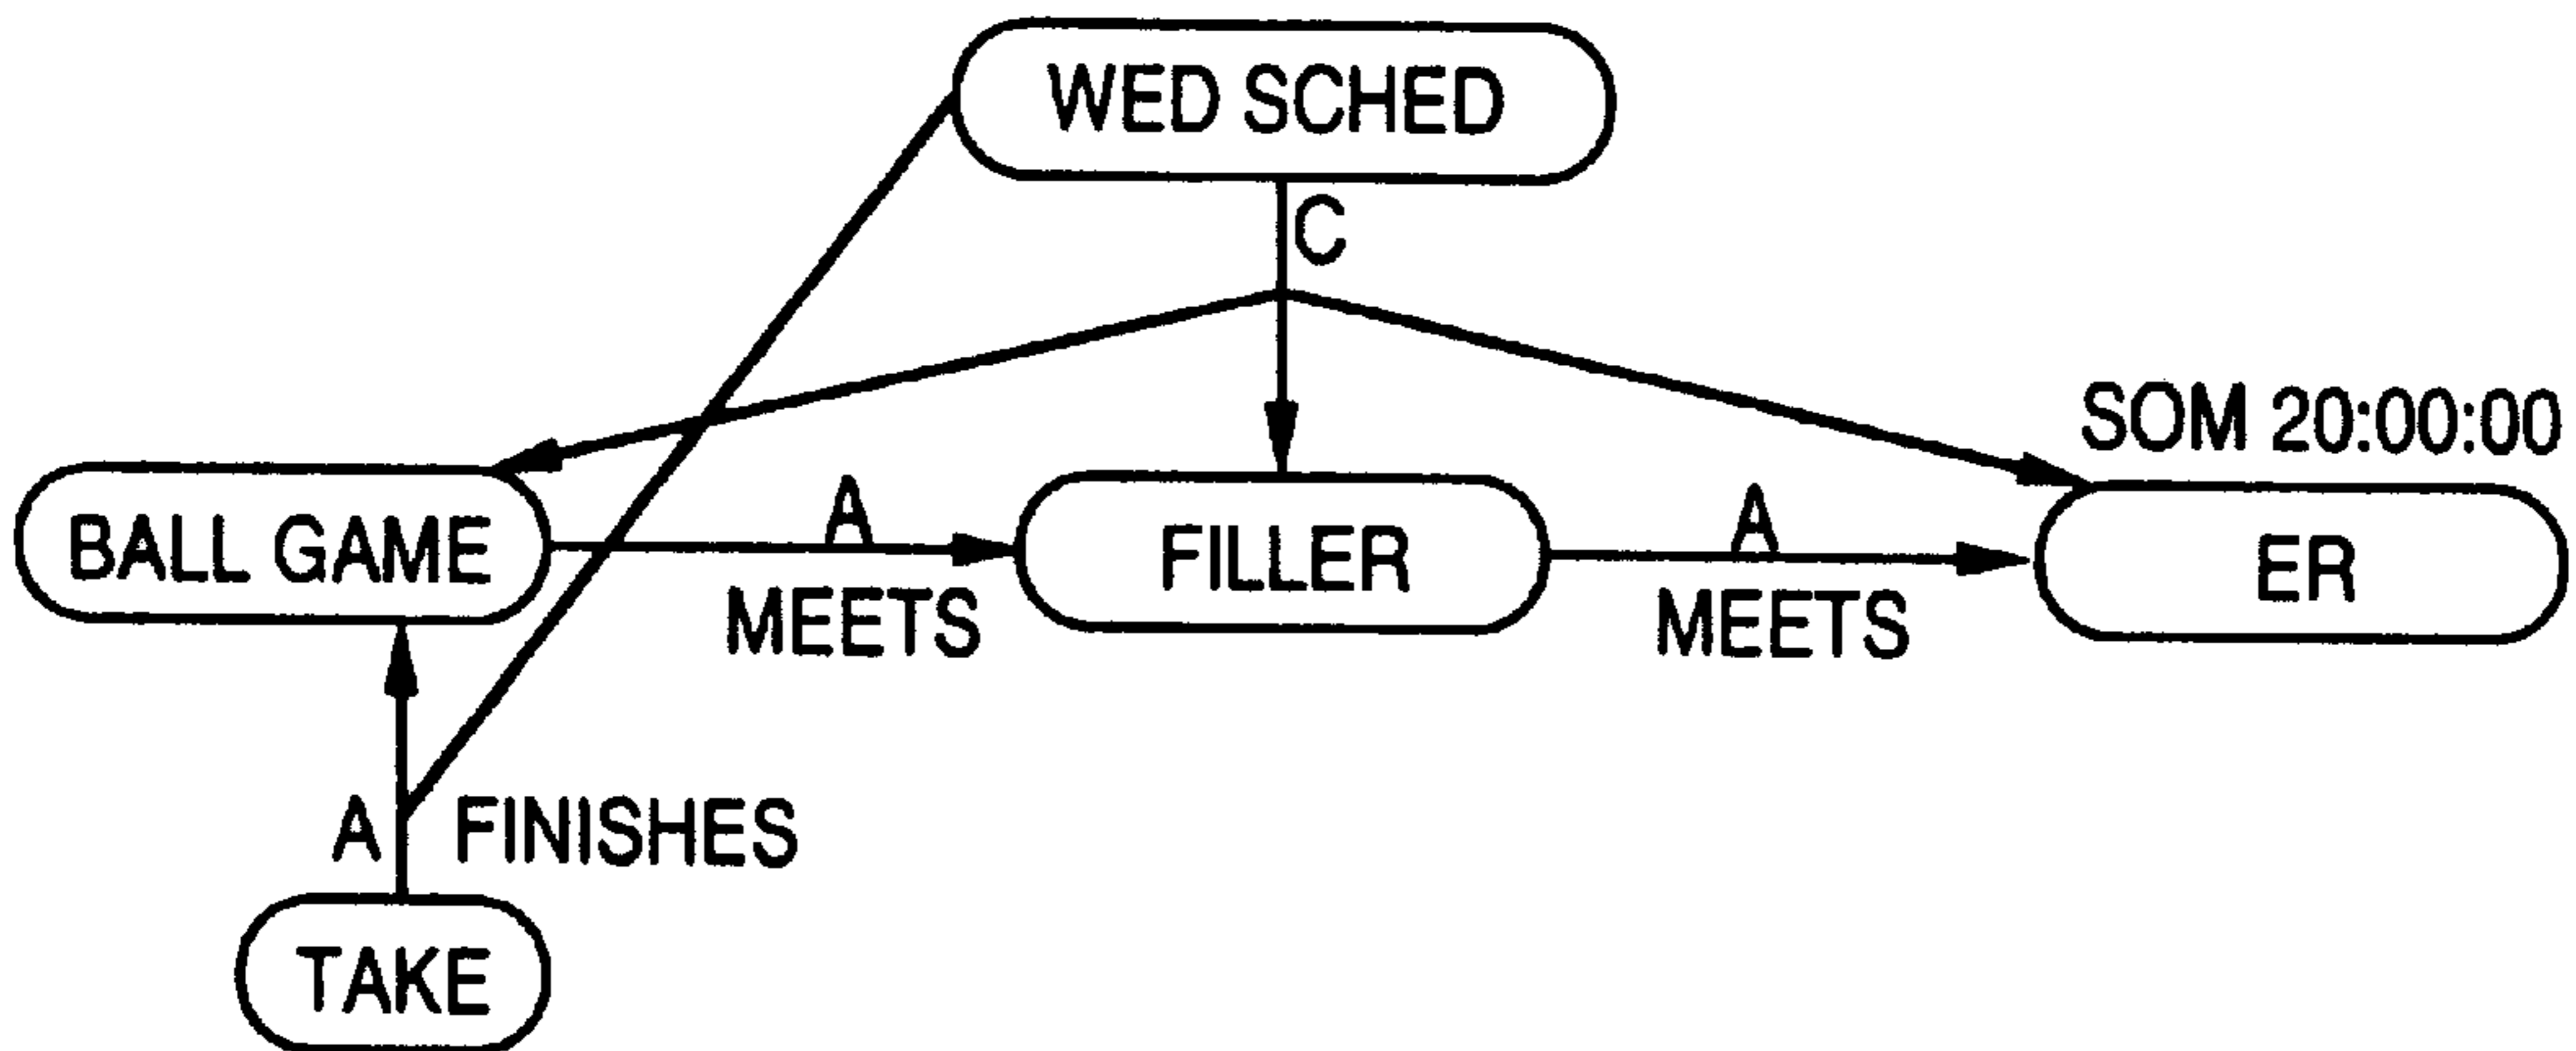 WED SCHED
C
SOM 20:00:00
BALL GAME
A
MEETS
FILLER
A
MEETS
ER
A FINISHES
TAKE